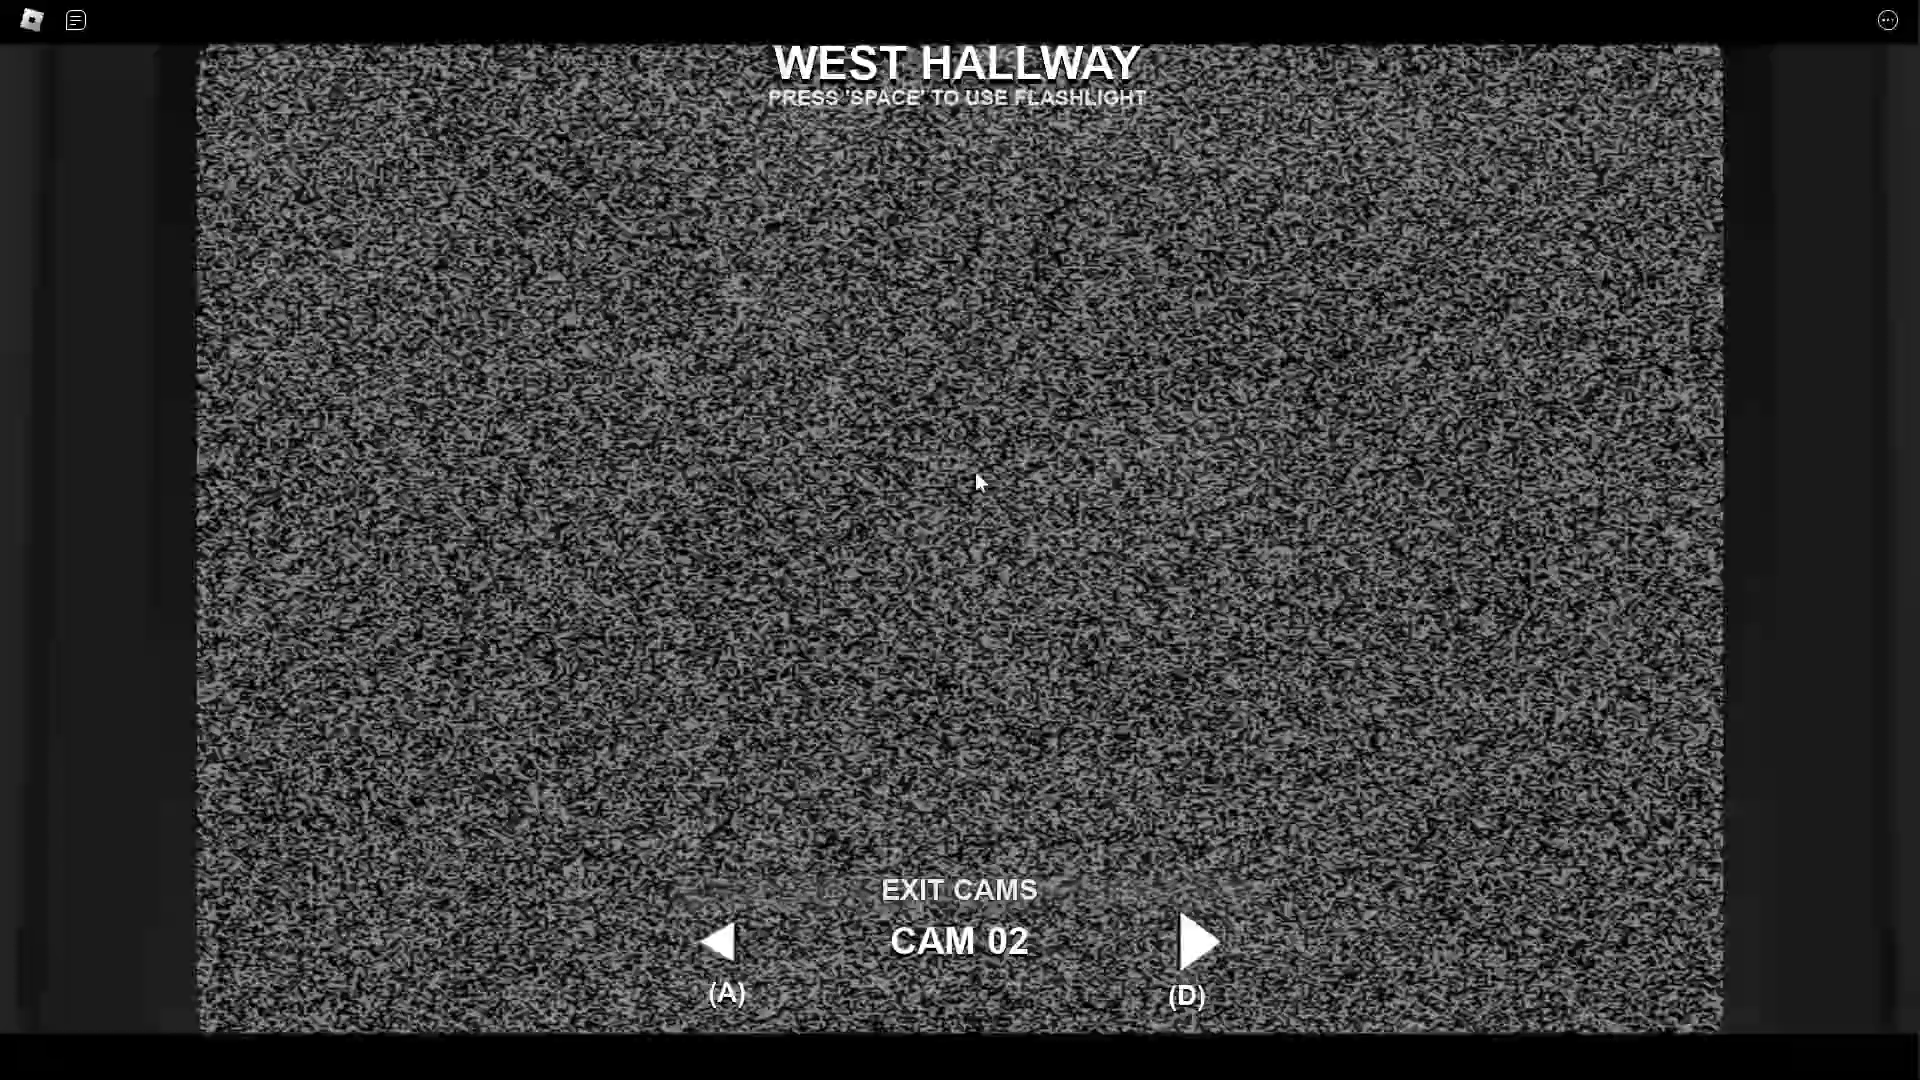 WEST HALLWAY
PRESS 'SPACE' TO USE FLASHLIGHT
EXIT CAMS
CAM 02
(A)
(D)